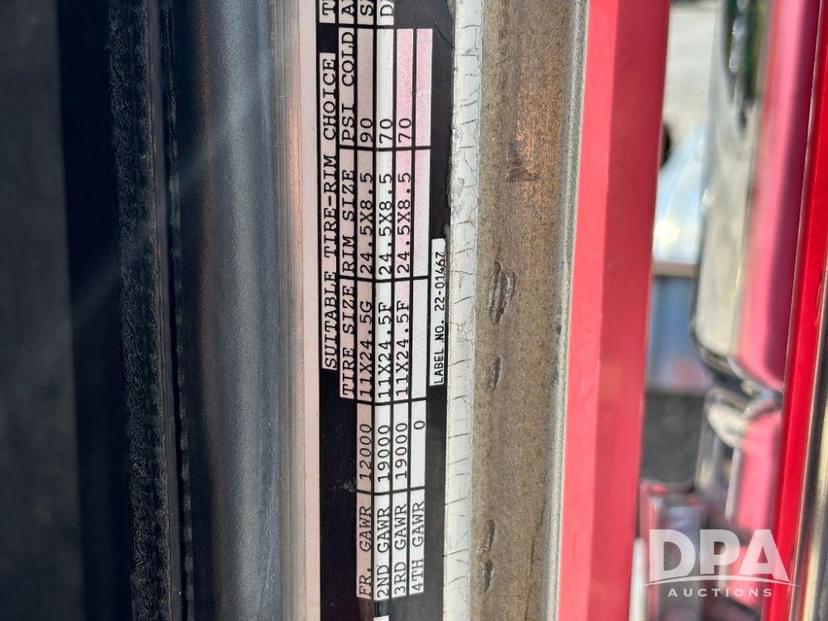 SUITABLE TIRE-RIM CHOICE
TIRE SIZE RIM SIZE PSI COLD
FR. GAWR 12000 11X24.5G 24.5X8.5 90
2ND GAWR 19000 11X24.5F 24.5X8.5 70
3RD GAWR 19000 11X24.5F 24.5X8.5 70
4TH GAWR 0
LABEL NO. 22-01467
DPA
AUCTIONS